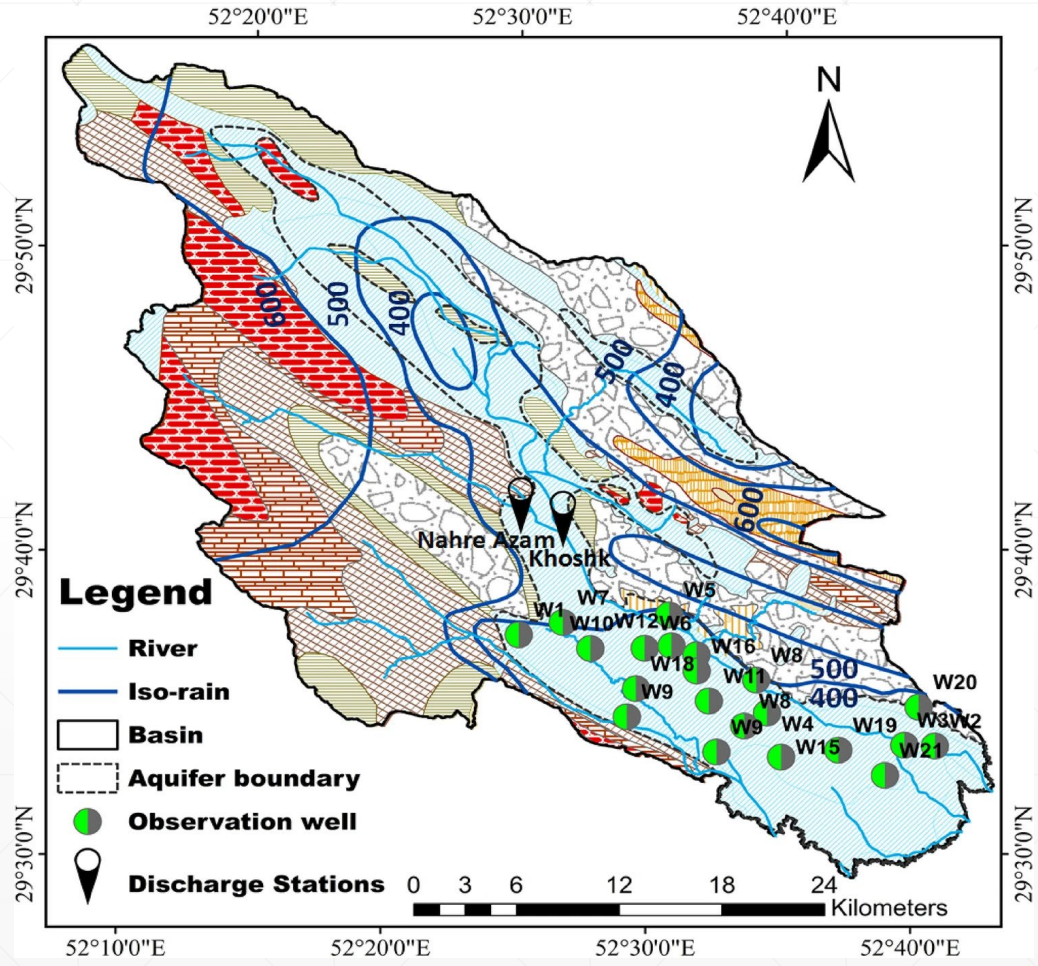 52°20'0"E 52°30'0"E 52°40'0"E
N
29°50'0"N
29°50'0"N
600
500
400
500
400
600
Nahre Azam
Khoshk
29°40'0"N
29°40'0"N
W5
W7
W1
W10
W12
W6
W16
W8
W18
W11
500
400
W20
W9
W8
W3
W2
W9
W4
W19
W15
W21
Legend
River
Iso-rain
Basin
Aquifer boundary
Observation well
Discharge Stations
29°30'0"N
29°30'0"N
0 3 6 12 18 24
Kilometers
52°10'0"E 52°20'0"E 52°30'0"E 52°40'0"E